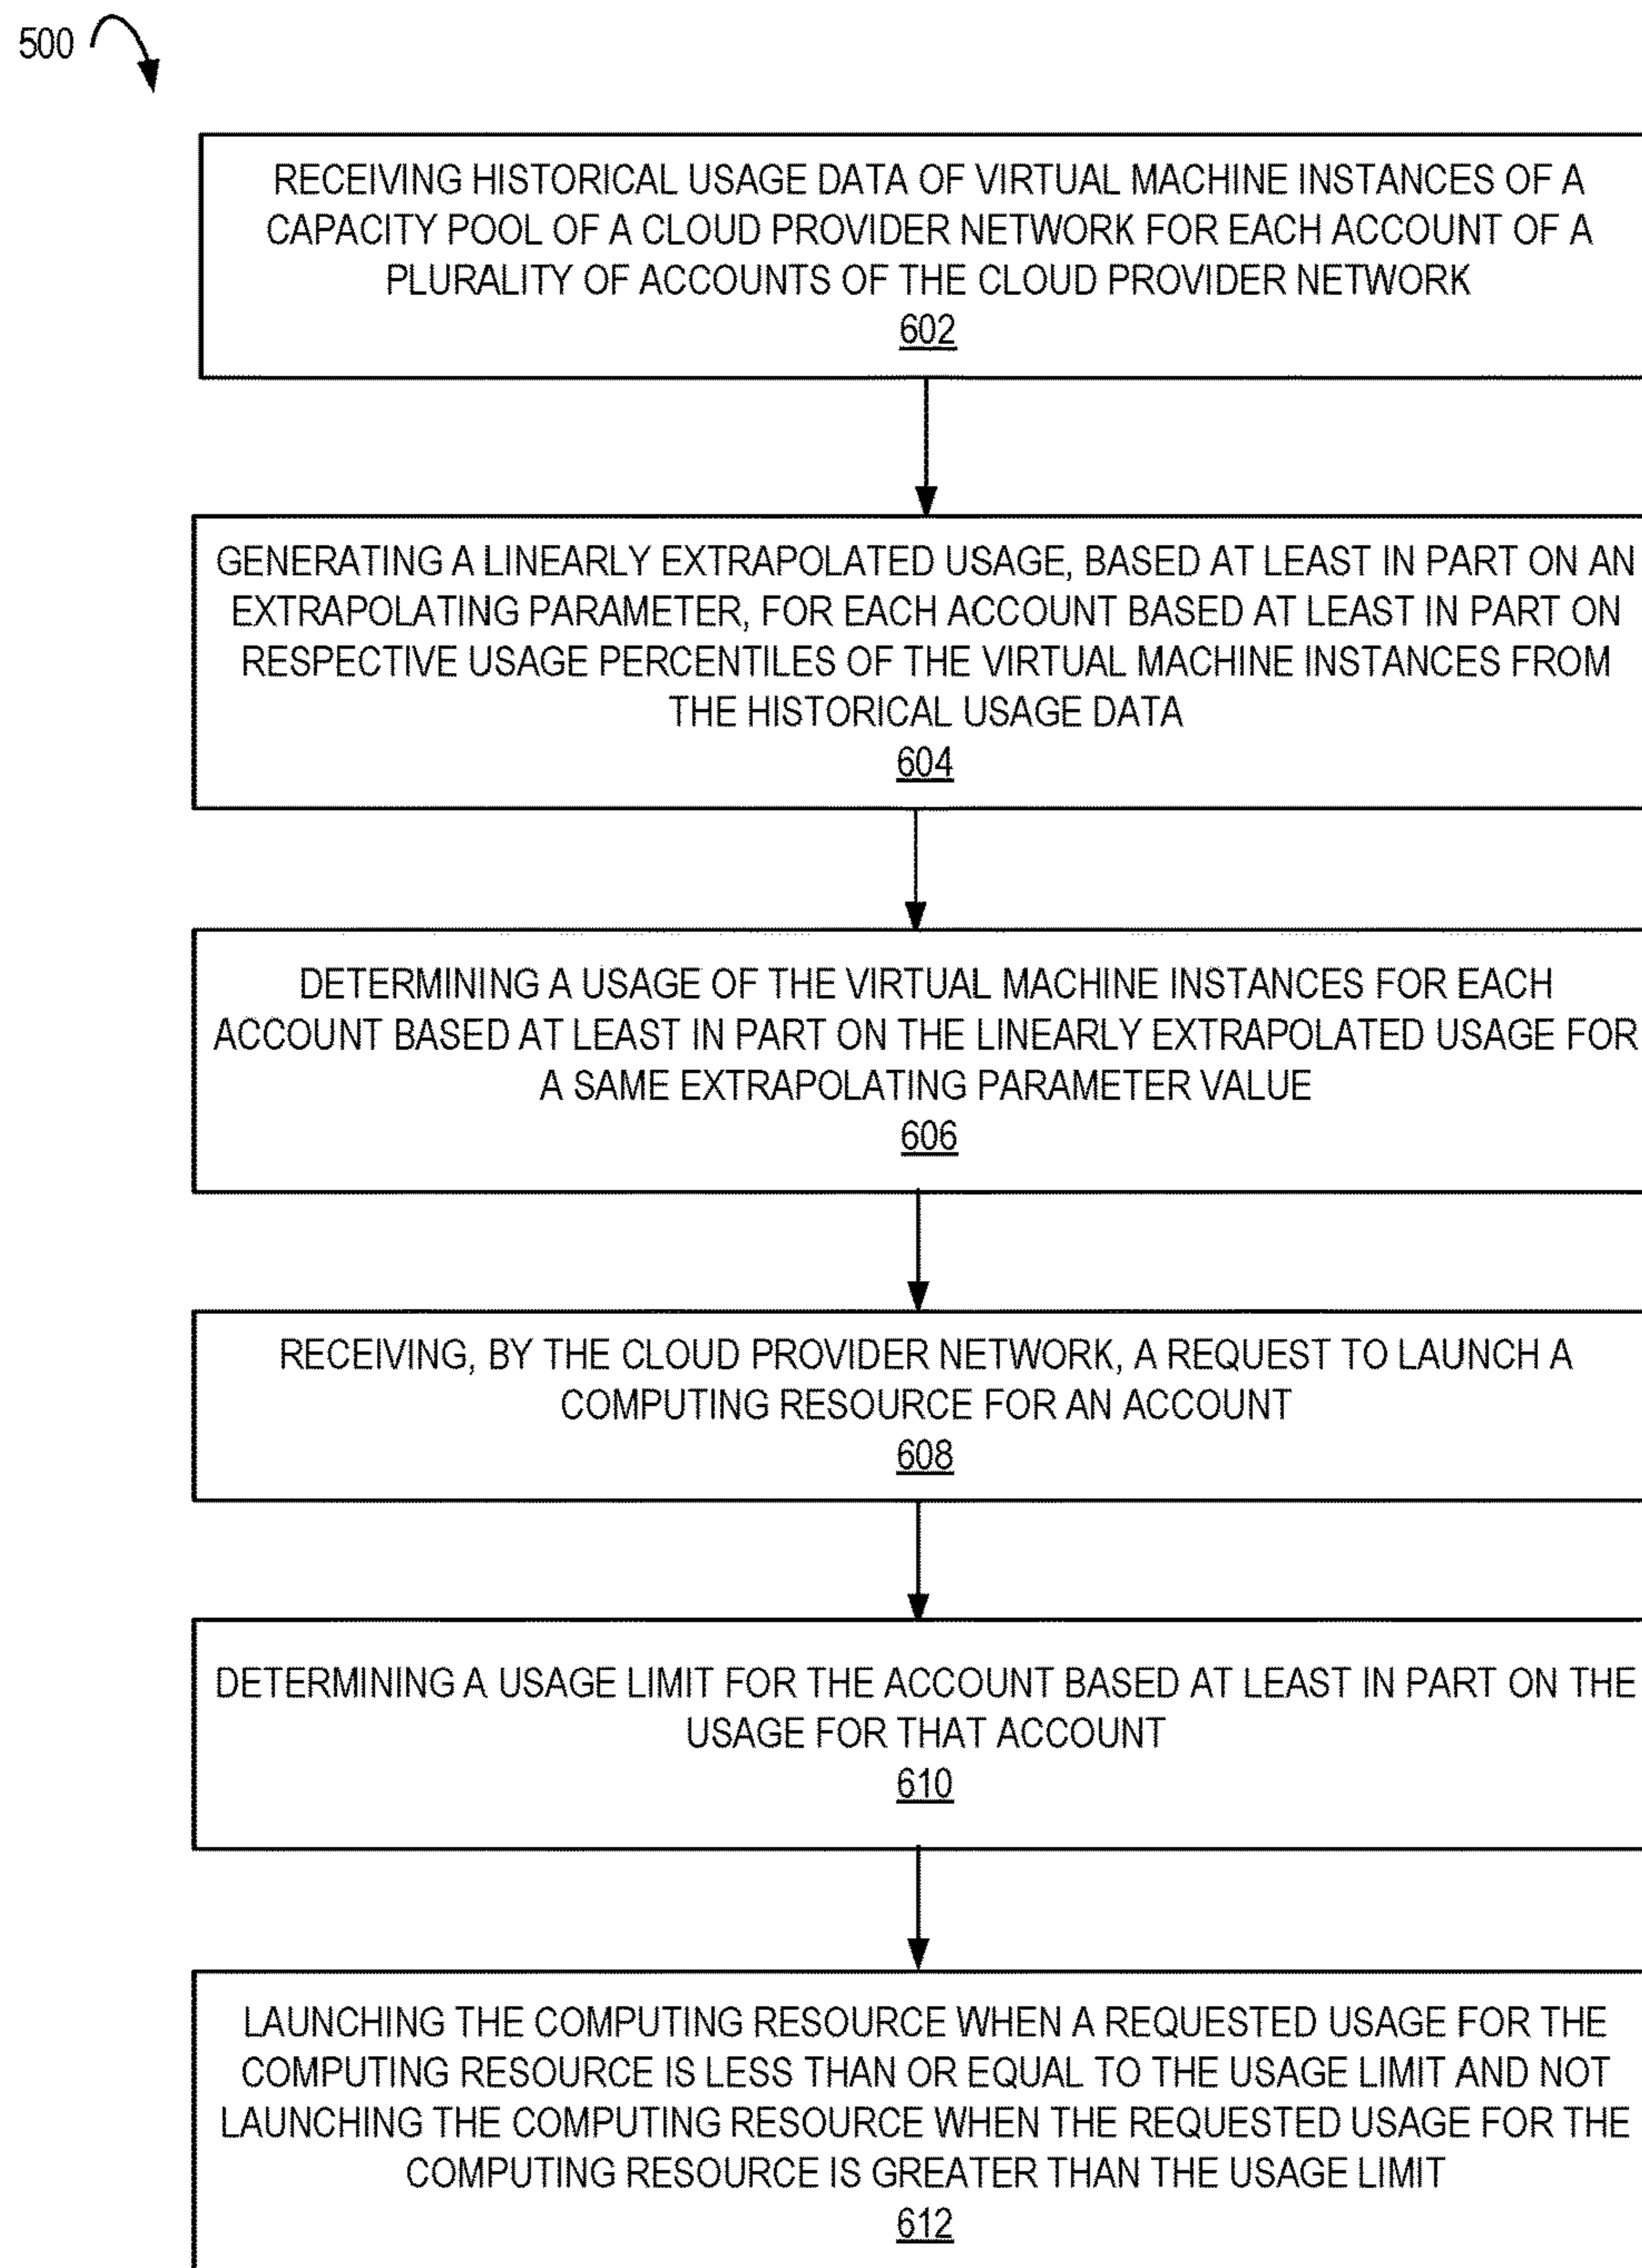 500
RECEIVING HISTORICAL USAGE DATA OF VIRTUAL MACHINE INSTANCES OF A
CAPACITY POOL OF A CLOUD PROVIDER NETWORK FOR EACH ACCOUNT OF A
PLURALITY OF ACCOUNTS OF THE CLOUD PROVIDER NETWORK
602
GENERATING A LINEARLY EXTRAPOLATED USAGE, BASED AT LEAST IN PART ON AN
EXTRAPOLATING PARAMETER, FOR EACH ACCOUNT BASED AT LEAST IN PART ON
RESPECTIVE USAGE PERCENTILES OF THE VIRTUAL MACHINE INSTANCES FROM
THE HISTORICAL USAGE DATA
604
DETERMINING A USAGE OF THE VIRTUAL MACHINE INSTANCES FOR EACH
ACCOUNT BASED AT LEAST IN PART ON THE LINEARLY EXTRAPOLATED USAGE FOR
A SAME EXTRAPOLATING PARAMETER VALUE
606
RECEIVING, BY THE CLOUD PROVIDER NETWORK, A REQUEST TO LAUNCH A
COMPUTING RESOURCE FOR AN ACCOUNT
608
DETERMINING A USAGE LIMIT FOR THE ACCOUNT BASED AT LEAST IN PART ON THE
USAGE FOR THAT ACCOUNT
610
LAUNCHING THE COMPUTING RESOURCE WHEN A REQUESTED USAGE FOR THE
COMPUTING RESOURCE IS LESS THAN OR EQUAL TO THE USAGE LIMIT AND NOT
LAUNCHING THE COMPUTING RESOURCE WHEN THE REQUESTED USAGE FOR THE
COMPUTING RESOURCE IS GREATER THAN THE USAGE LIMIT
612